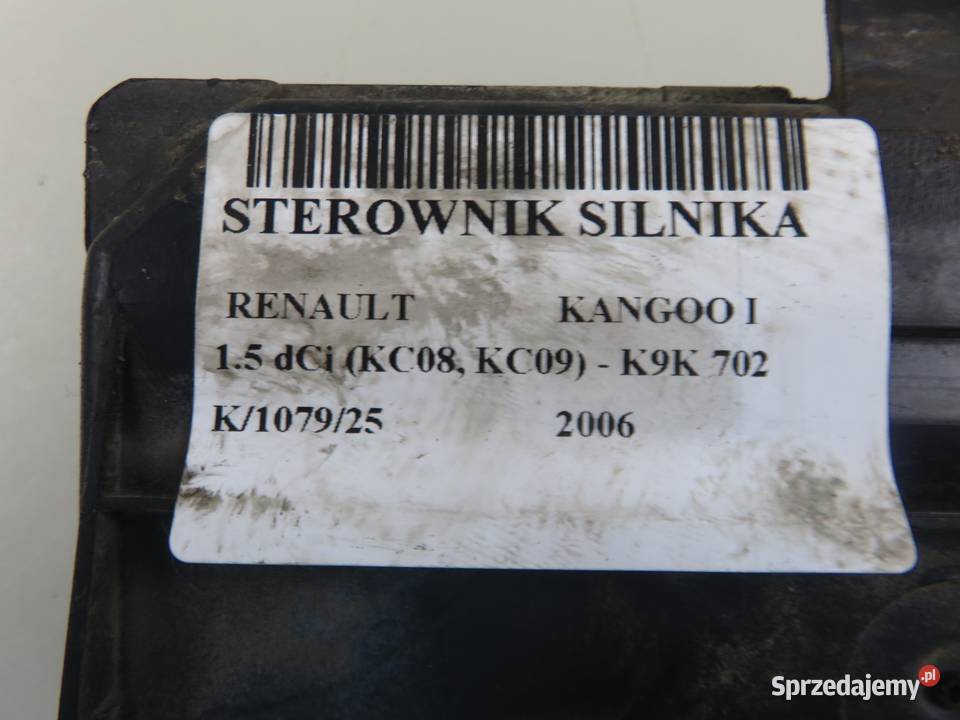 STEROWNIK SILNIKA
RENAULT KANGOO I
1.5 dCi (KC08, KC09) - K9K 702
K/1079/25 2006
Sprzedajemy.pl